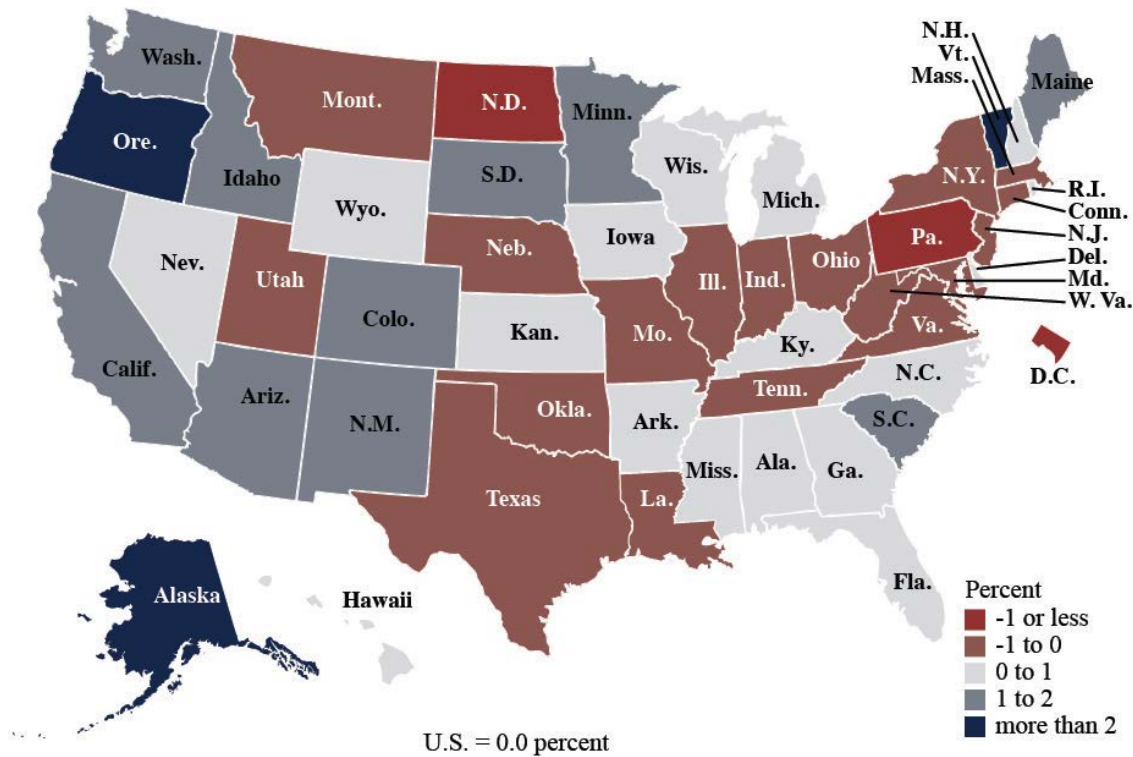 N.H.
Vt.
Mass.
Wash.
Mont.
N.D.
Minn.
Maine
Ore.
Idaho
S.D.
Wis.
Mich.
N.Y.
R.I.
Conn.
N.J.
Del.
Md.
W. Va.
Wyo.
Iowa
Neb.
Nev.
Utah
Colo.
Kan.
Ill.
Ind.
Ohio
Pa.
Mo.
Ky.
Va.
D.C.
Calif.
Ariz.
N.M.
Okla.
Ark.
Tenn.
N.C.
S.C.
Texas
La.
Miss.
Ala.
Ga.
Fla.
Alaska
Hawaii
Percent
-1 or less
-1 to 0
0 to 1
1 to 2
more than 2
U.S. = 0.0 percent